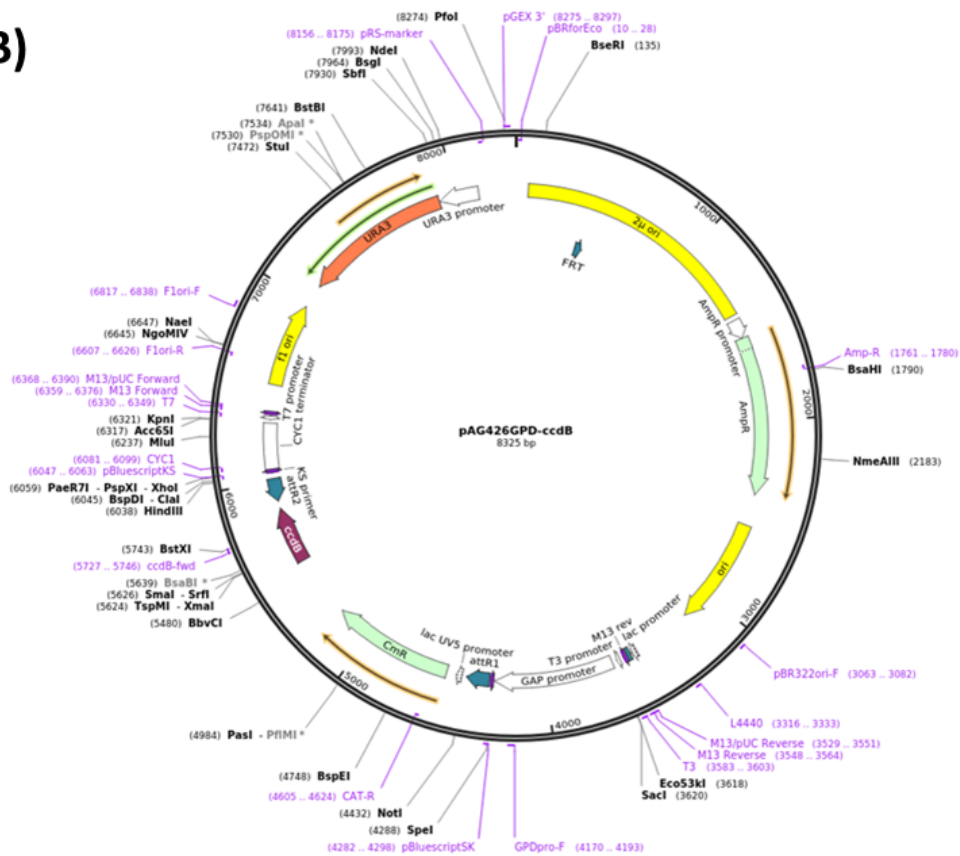 B)
(8274) PfoI
pGEX 3' (8275 .. 8297)
(8156 .. 8175) pRS-marker
pBRforEco (10 .. 28)
(7993) NdeI
BseRI (135)
(7964) BsgI
(7930) SbfI
(7641) BstBI
(7534) ApaI *
(7530) PspOMI *
(7472) StuI
8000
URA3 promoter
URA3
2μ ori
1000
FRT
7000
(6817 .. 6838) F1ori-F
(6647) NaeI
(6645) NgoMIV
(6607 .. 6626) F1ori-R
f1 ori
AmpR promoter
Amp-R (1761 .. 1780)
BsaHI (1790)
(6368 .. 6390) M13/pUC Forward
(6359 .. 6376) M13 Forward
(6330 .. 6349) T7
(6321) KpnI
(6317) Acc65I
(6237) MluI
T7 promoter
CYC1 terminator
AmpR
2000
pAG426GPD-ccdB
8325 bp
(6081 .. 6099) CYC1
(6047 .. 6063) pBluescriptKS
NmeAIII (2183)
(6059) PaeR7I - PspXI - XhoI
(6045) BspDI - ClaI
(6038) HindIII
6000
KS primer
attR2
ccdB
(5743) BstXI
(5727 .. 5746) ccdB-fwd
(5639) BsaBI *
(5626) SmaI - SrfI
(5624) TspMI - XmaI
(5480) BbvCI
ori
3000
CmR
lac UV5 promoter
attR1
GAP promoter
T3 promoter
M13 rev
lac promoter
5000
4000
pBR322ori-F (3063 .. 3082)
L4440 (3316 .. 3333)
M13/pUC Reverse (3529 .. 3551)
M13 Reverse (3548 .. 3564)
T3 (3583 .. 3603)
(4984) PasI - PflMI *
(4748) BspEI
Eco53kI (3618)
SacI (3620)
(4605 .. 4624) CAT-R
(4432) NotI
(4288) SpeI
(4282 .. 4298) pBluescriptSK
GPDpro-F (4170 .. 4193)